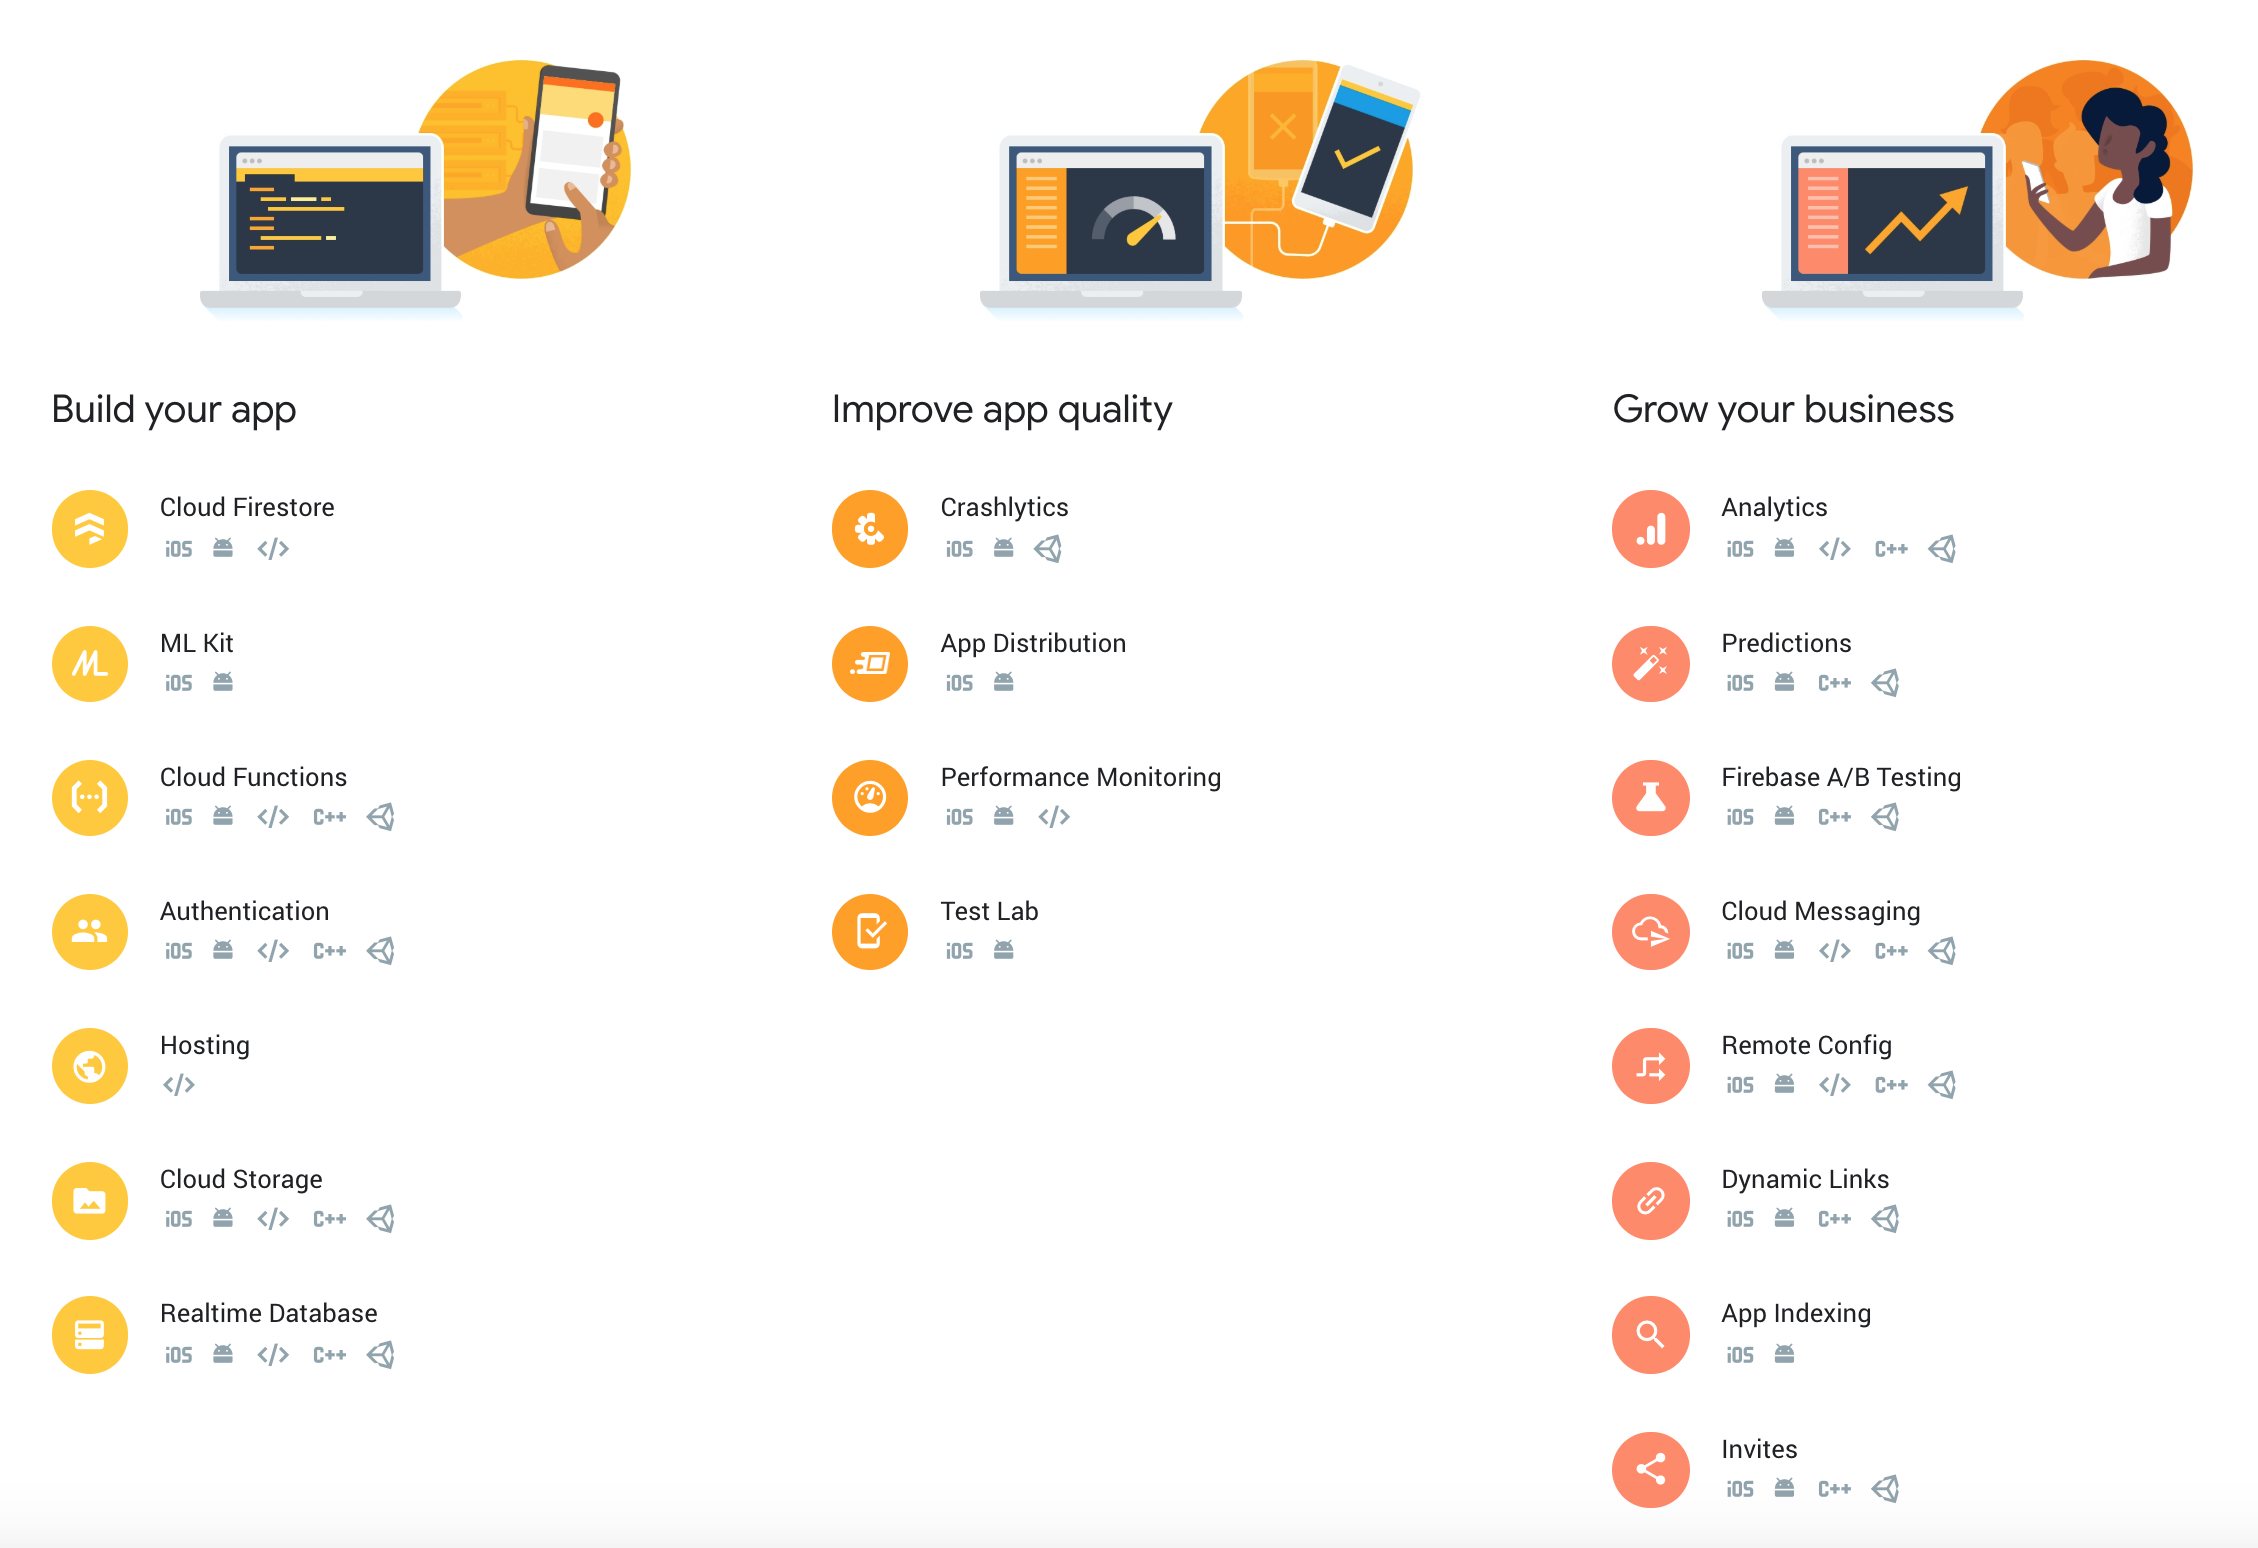 Build your app
Cloud Firestore
iOS </>
ML Kit
iOS
Cloud Functions
iOS </> C++
Authentication
iOS </> C++
Hosting
</>
Cloud Storage
iOS </> C++
Realtime Database
iOS </> C++
Improve app quality
Crashlytics
iOS
App Distribution
iOS
Performance Monitoring
iOS </>
Test Lab
iOS
Grow your business
Analytics
iOS </> C++
Predictions
iOS C++
Firebase A/B Testing
iOS C++
Cloud Messaging
iOS </> C++
Remote Config
iOS </> C++
Dynamic Links
iOS C++
App Indexing
iOS
Invites
iOS C++